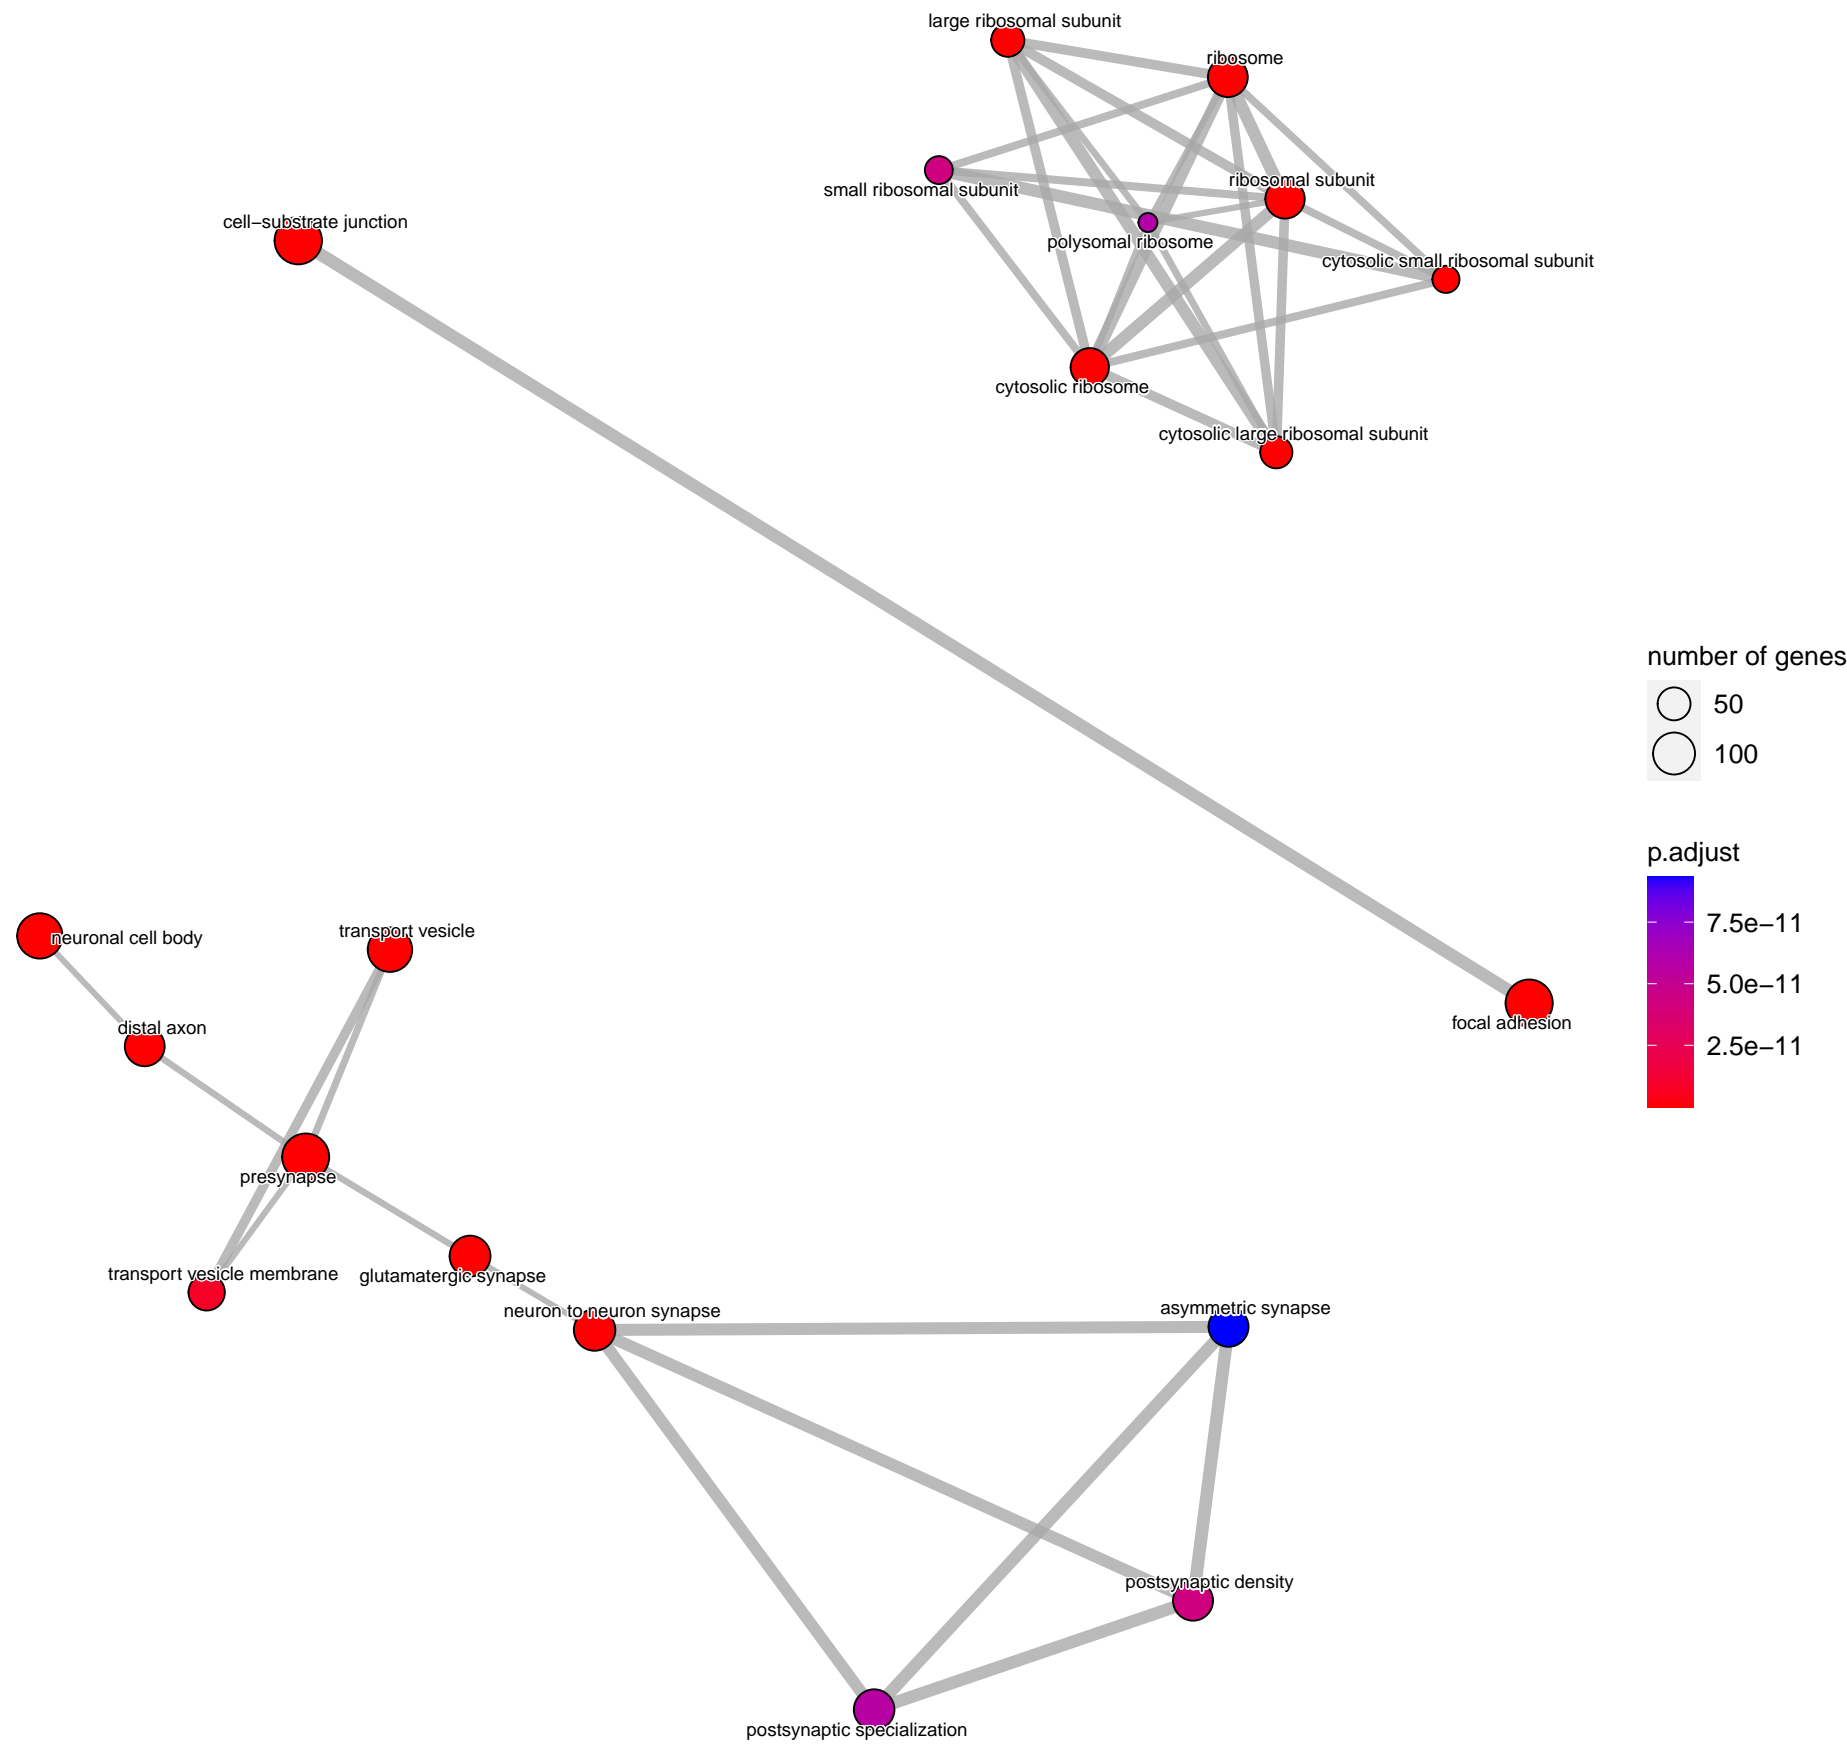 large ribosomal subunit
ribosome
ribosomal subunit
small ribosomal subunit
cell−substrate junction
polysomal ribosome
cytosolic small ribosomal subunit
cytosolic ribosome
cytosolic large ribosomal subunit
number of genes
50
100
p.adjust
7.5e−11
5.0e−11
2.5e−11
neuronal cell body
transport vesicle
distal axon
focal adhesion
presynapse
transport vesicle membrane
glutamatergic synapse
neuron to neuron synapse
asymmetric synapse
postsynaptic density
postsynaptic specialization